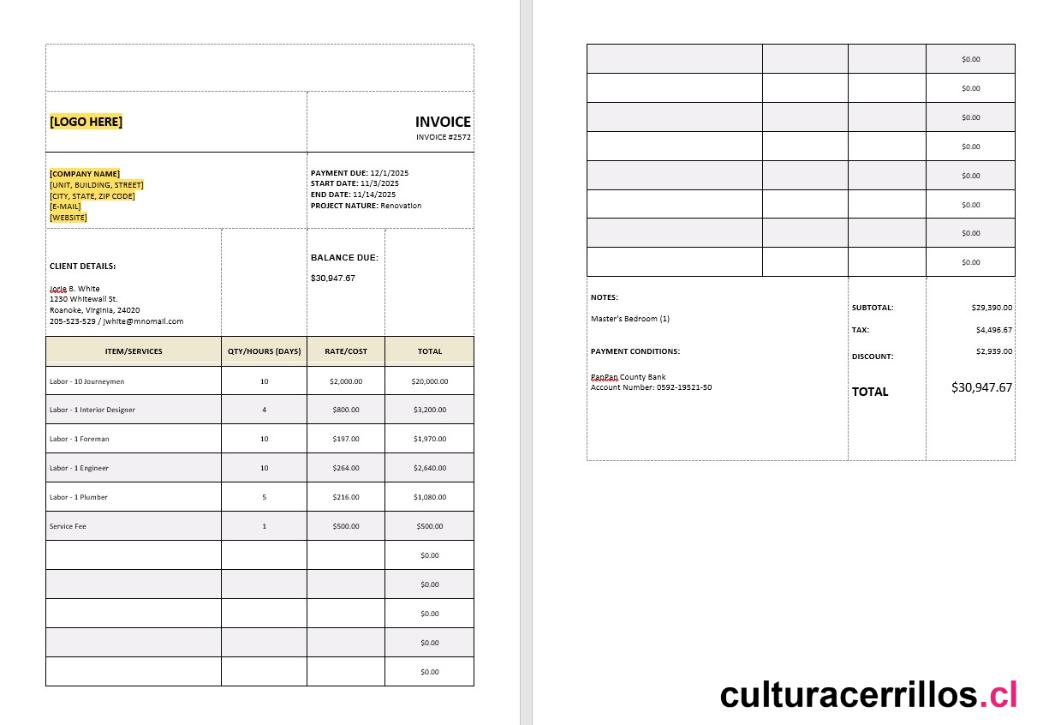 [LOGO HERE]
INVOICE
INVOICE #2572
[COMPANY NAME]
[UNIT, BUILDING, STREET]
[CITY, STATE, ZIP CODE]
[E-MAIL]
[WEBSITE]
PAYMENT DUE: 12/1/2025
START DATE: 11/3/2025
END DATE: 11/14/2025
PROJECT NATURE: Renovation
CLIENT DETAILS:
Jorie B. White
1230 Whitewall St.
Roanoke, Virginia, 24020
205-523-529 / jwhite@mnomail.com
BALANCE DUE:
$30,947.67
ITEM/SERVICES QTY/HOURS (DAYS) RATE/COST TOTAL
Labor - 10 Journeymen 10 $2,000.00 $20,000.00
Labor - 1 Interior Designer 4 $800.00 $3,200.00
Labor - 1 Foreman 10 $197.00 $1,970.00
Labor - 1 Engineer 10 $264.00 $2,640.00
Labor - 1 Plumber 5 $216.00 $1,080.00
Service Fee 1 $500.00 $500.00
$0.00
$0.00
$0.00
$0.00
$0.00
$0.00
$0.00
$0.00
$0.00
$0.00
$0.00
$0.00
$0.00
NOTES:
Master's Bedroom (1)
PAYMENT CONDITIONS:
PanPan County Bank
Account Number: 0592-19521-50
SUBTOTAL: $29,390.00
TAX: $4,496.67
DISCOUNT: $2,939.00
TOTAL $30,947.67
culturacerrillos.cl